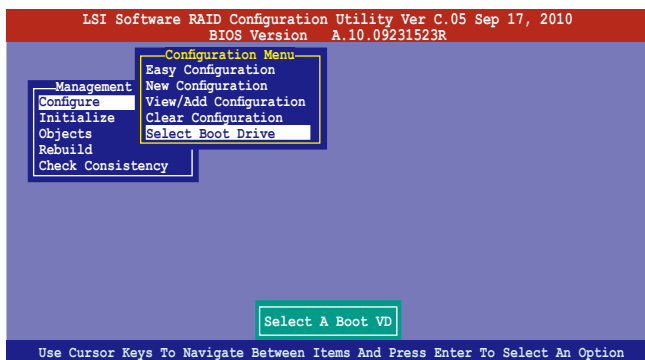 LSI Software RAID Configuration Utility Ver C.05 Sep 17, 2010
BIOS Version A.10.09231523R
Configuration Menu
Easy Configuration
New Configuration
View/Add Configuration
Clear Configuration
Select Boot Drive
Management
Configure
Initialize
Objects
Rebuild
Check Consistency
Select A Boot VD
Use Cursor Keys To Navigate Between Items And Press Enter To Select An Option